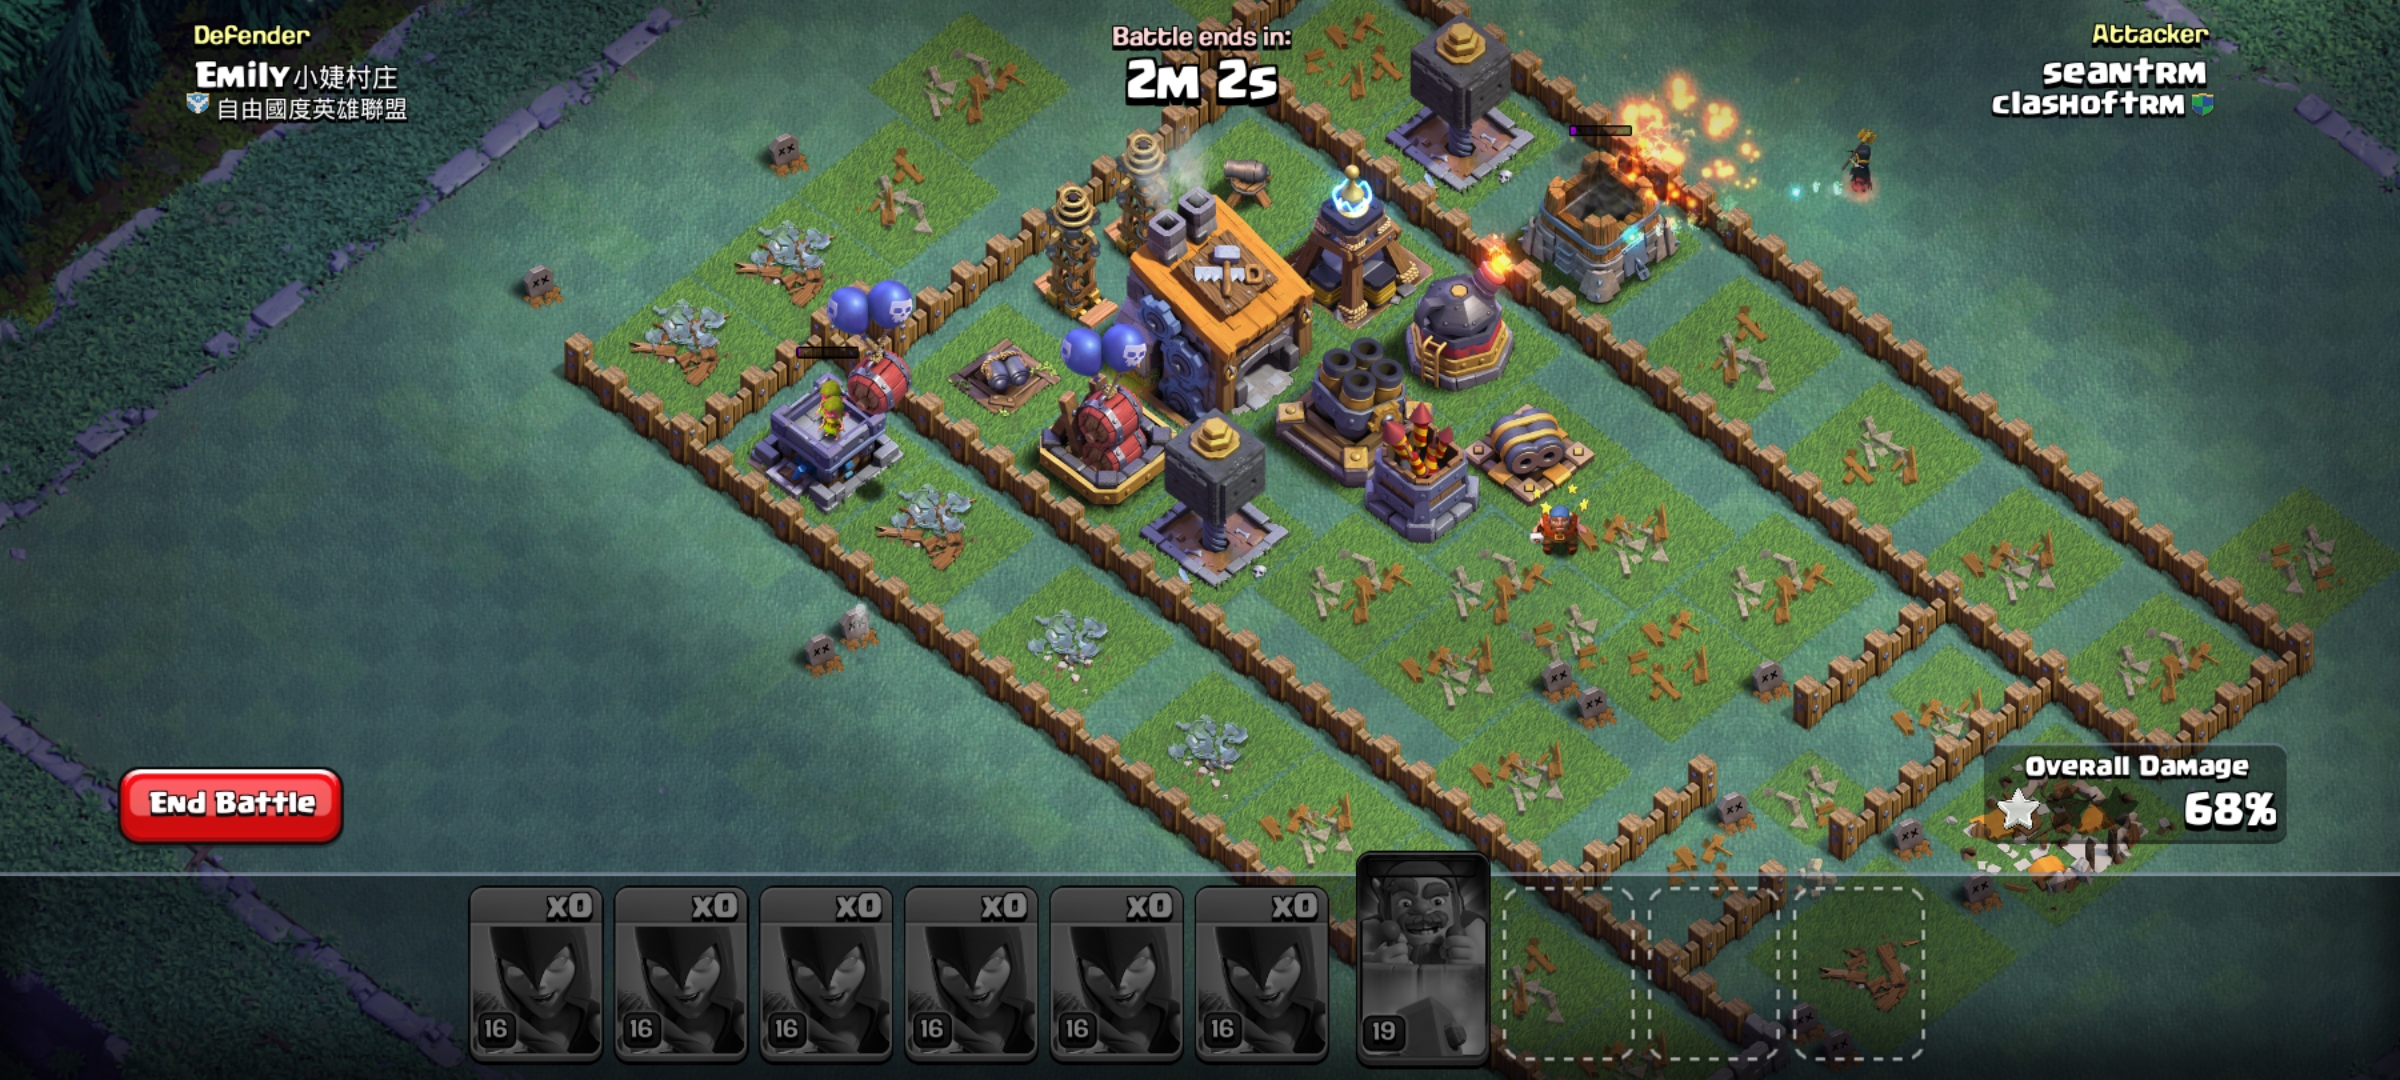 Defender
Emily小婕村庄
自由國度英雄聯盟
Battle ends in:
2M 2s
Attacker
seantRM
clashoftRM
End Battle
Overall Damage
68%
x0 x0 x0 x0 x0 x0
16 16 16 16 16 16 19